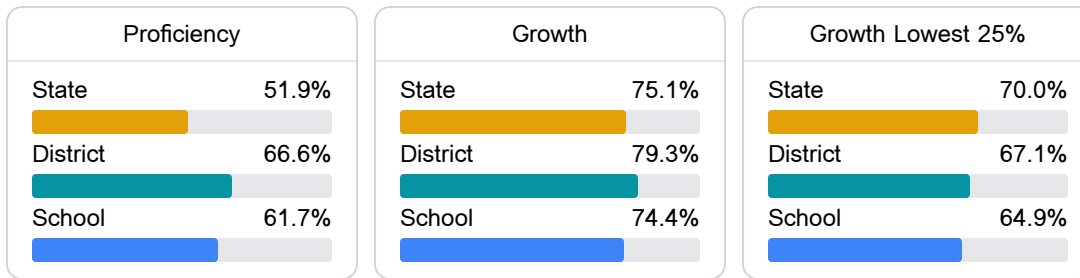 Proficiency
State 51.9%
District 66.6%
School 61.7%
Growth
State 75.1%
District 79.3%
School 74.4%
Growth Lowest 25%
State 70.0%
District 67.1%
School 64.9%